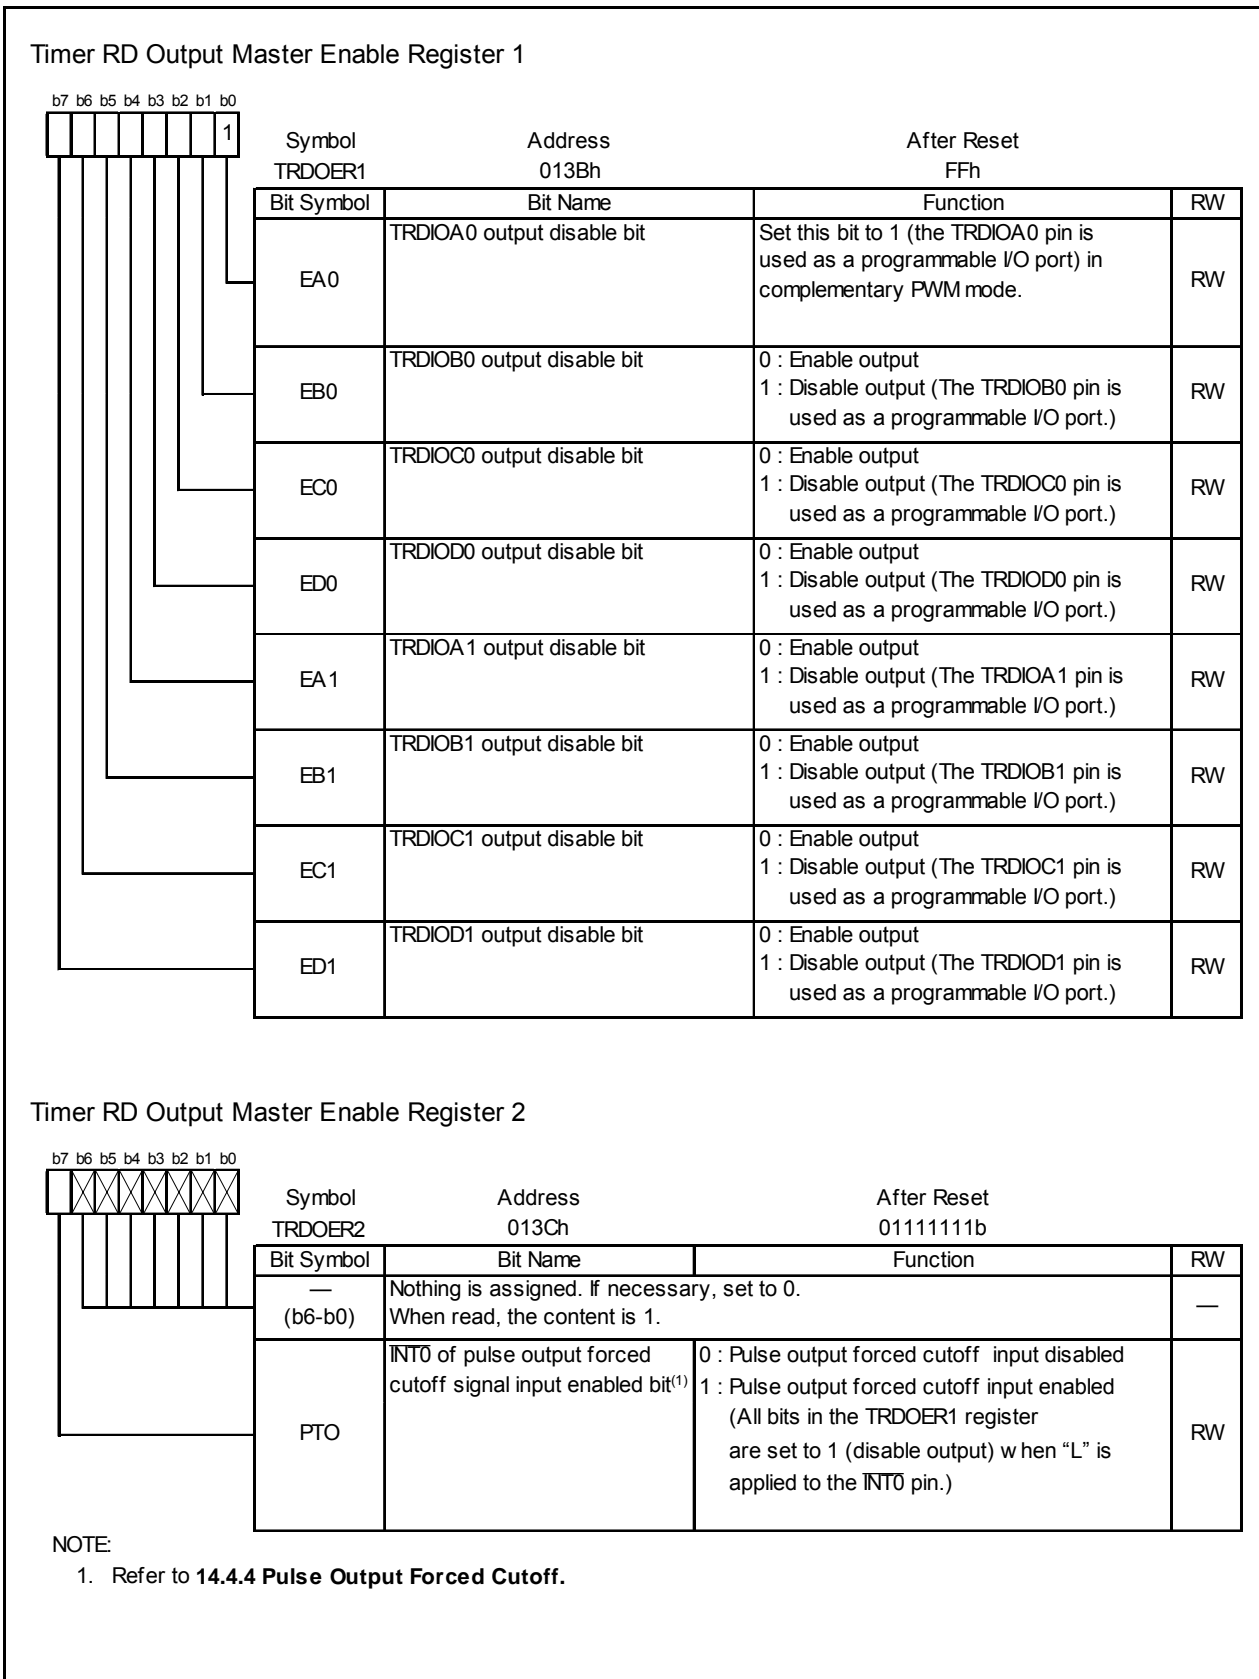 Timer RD Output Master Enable Register 1
b7 b6 b5 b4 b3 b2 b1 b0
1
Symbol Address After Reset
TRDOER1 013Bh FFh
Bit Symbol Bit Name Function RW
EA0 TRDIOA0 output disable bit Set this bit to 1 (the TRDIOA0 pin is
used as a programmable I/O port) in
complementary PWM mode. RW
EB0 TRDIOB0 output disable bit 0 : Enable output
1 : Disable output (The TRDIOB0 pin is
used as a programmable I/O port.) RW
EC0 TRDIOC0 output disable bit 0 : Enable output
1 : Disable output (The TRDIOC0 pin is
used as a programmable I/O port.) RW
ED0 TRDIOD0 output disable bit 0 : Enable output
1 : Disable output (The TRDIOD0 pin is
used as a programmable I/O port.) RW
EA1 TRDIOA1 output disable bit 0 : Enable output
1 : Disable output (The TRDIOA1 pin is
used as a programmable I/O port.) RW
EB1 TRDIOB1 output disable bit 0 : Enable output
1 : Disable output (The TRDIOB1 pin is
used as a programmable I/O port.) RW
EC1 TRDIOC1 output disable bit 0 : Enable output
1 : Disable output (The TRDIOC1 pin is
used as a programmable I/O port.) RW
ED1 TRDIOD1 output disable bit 0 : Enable output
1 : Disable output (The TRDIOD1 pin is
used as a programmable I/O port.) RW
Timer RD Output Master Enable Register 2
b7 b6 b5 b4 b3 b2 b1 b0
Symbol Address After Reset
TRDOER2 013Ch 01111111b
Bit Symbol Bit Name Function RW
— Nothing is assigned. If necessary, set to 0.
(b6-b0) When read, the content is 1. —
PTO I̅N̅T̅0̅ of pulse output forced
cutoff signal input enabled bit(1)
0 : Pulse output forced cutoff input disabled
1 : Pulse output forced cutoff input enabled
(All bits in the TRDOER1 register
are set to 1 (disable output) when “L” is
applied to the I̅N̅T̅0̅ pin.) RW
NOTE:
1. Refer to 14.4.4 Pulse Output Forced Cutoff.